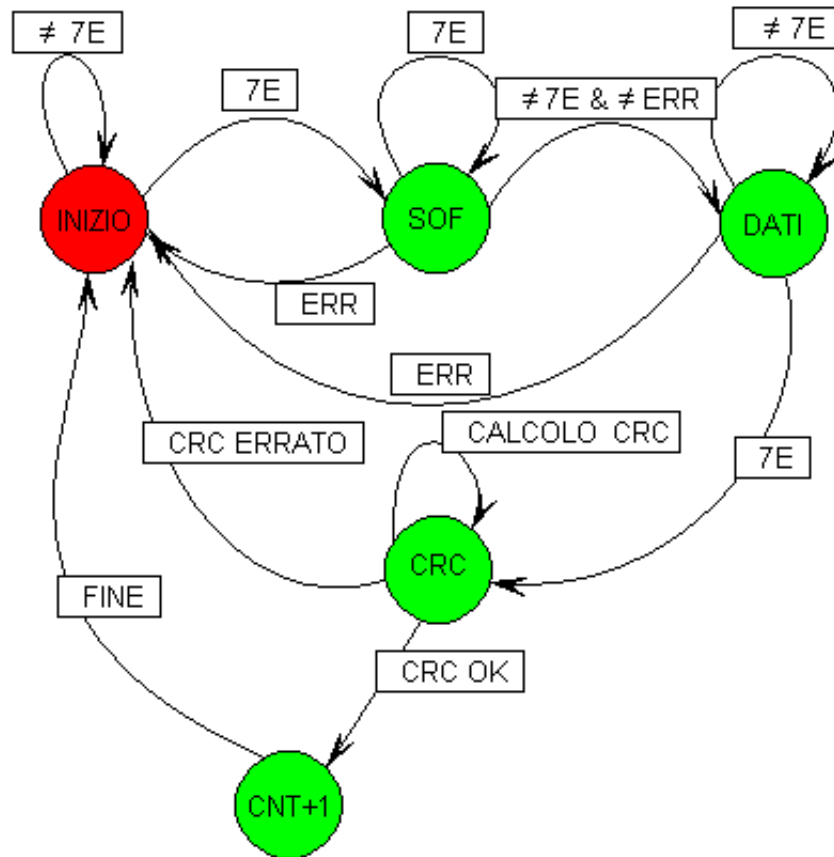 ≠ 7E
7E
≠ 7E
7E
≠ 7E & ≠ ERR
INIZIO
SOF
DATI
ERR
ERR
CRC ERRATO
CALCOLO CRC
7E
CRC
FINE
CRC OK
CNT+1